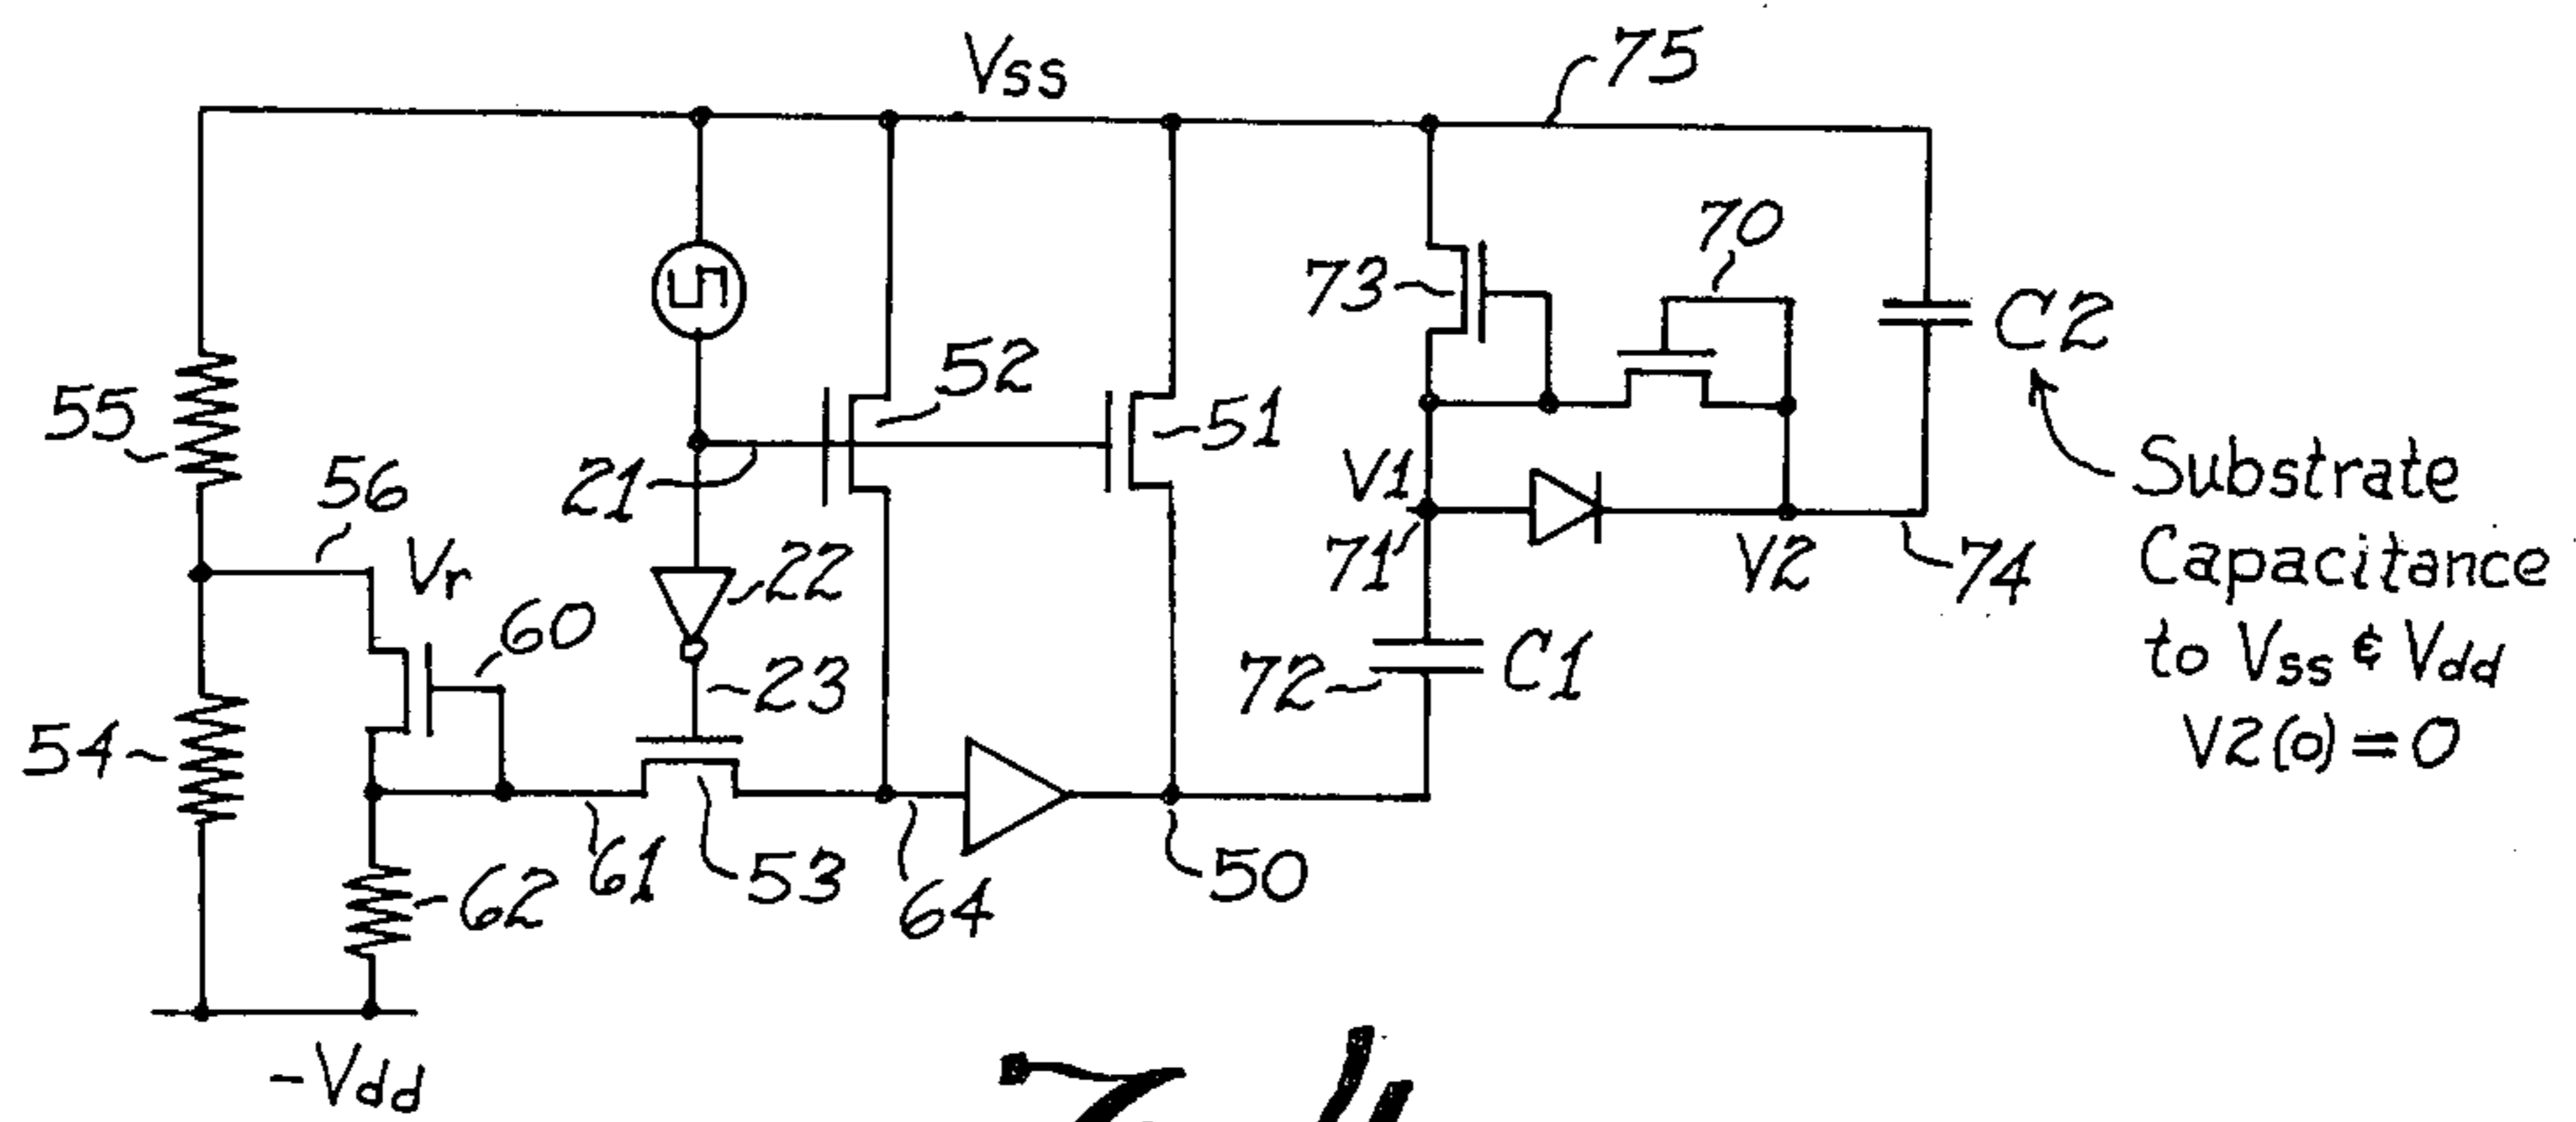 Vss
75
70
73
C2
52
55
51
56
21
V1
Substrate
Vr
22
71
V2
74
Capacitance
60
23
72
C1
to Vss & Vdd
54
V2(0) = 0
62
61
53
64
50
-Vdd